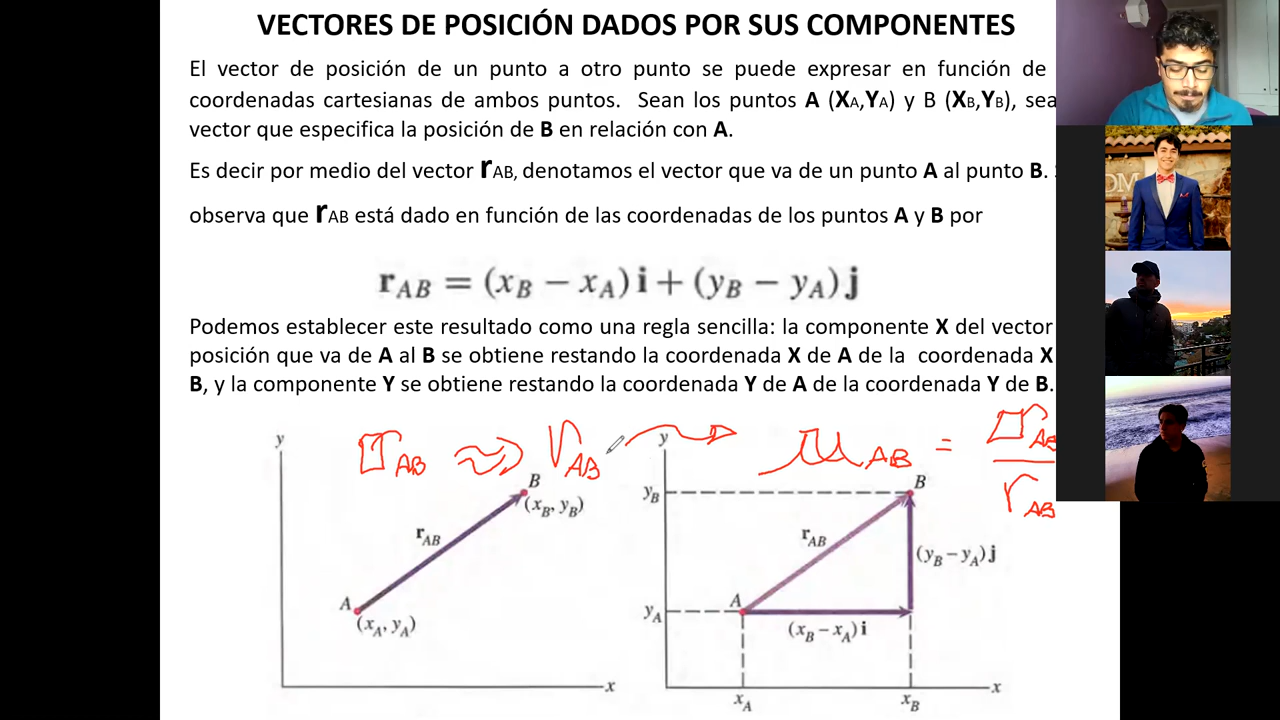 VECTORES DE POSICIÓN DADOS POR SUS COMPONENTES
El vector de posición de un punto a otro punto se puede expresar en función de
coordenadas cartesianas de ambos puntos. Sean los puntos A (XA,YA) y B (XB,YB), sea
vector que especifica la posición de B en relación con A.
Es decir por medio del vector rAB, denotamos el vector que va de un punto A al punto B.
observa que rAB está dado en función de las coordenadas de los puntos A y B por
rAB = (xB − xA) i + (yB − yA) j
Podemos establecer este resultado como una regla sencilla: la componente X del vector
posición que va de A al B se obtiene restando la coordenada X de A de la coordenada X
B, y la componente Y se obtiene restando la coordenada Y de A de la coordenada Y de B.
rAB ≈> rAB → μAB = rAB / rAB
y
B
(xB, yB)
rAB
A
(xA, yA)
x
y
yB
B
rAB
(yB − yA) j
yA
A
(xB − xA) i
x
xA
xB
DM